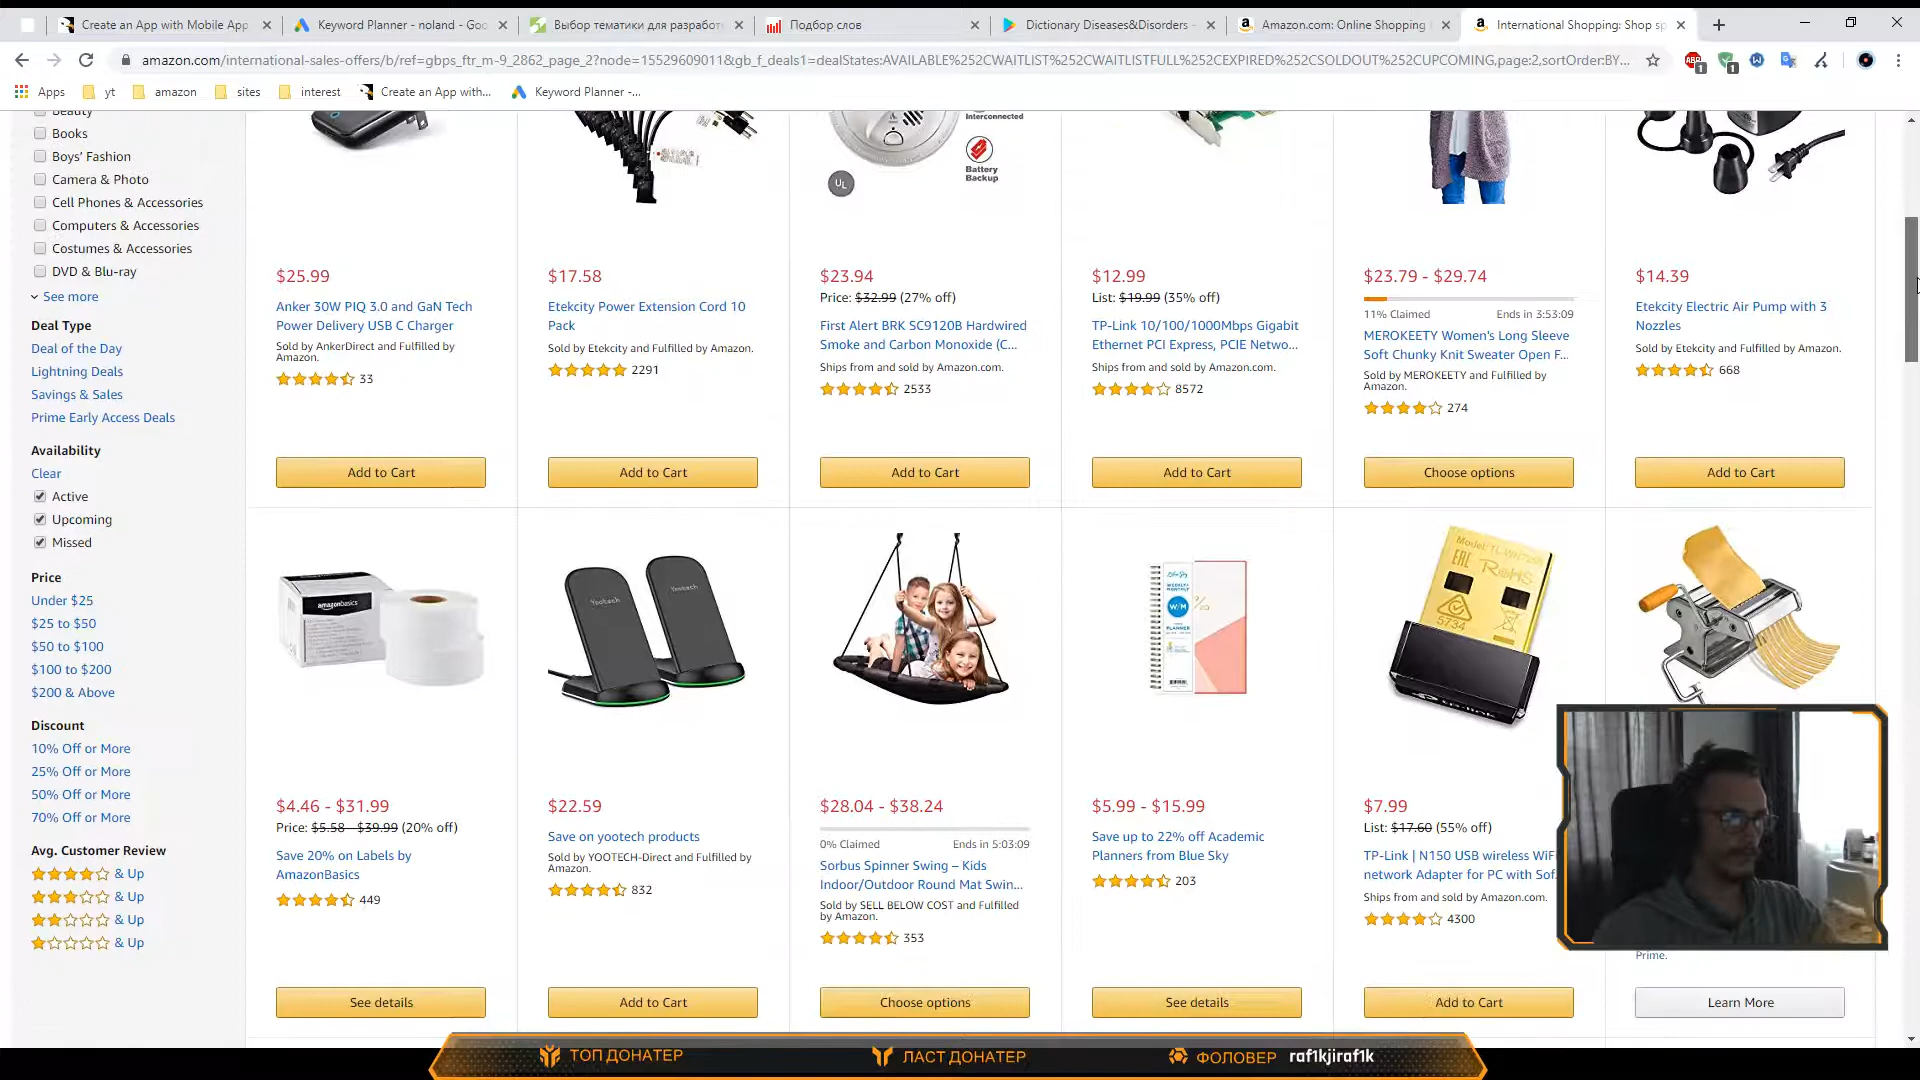 Create an App with Mobile App
Keyword Planner - noland - Goo
Выбор тематики для разработ
Подбор слов
Dictionary Diseases&Disorders -
Amazon.com: Online Shopping
International Shopping: Shop sp
amazon.com/international-sales-offers/b/ref=gbps_ftr_m-9_2862_page_2?node=15529609011&gb_f_deals1=dealStates:AVAILABLE%252CWAITLIST%252CWAITLISTFULL%252CEXPIRED%252CSOLDOUT%252CUPCOMING,page:2,sortOrder:BY...
Apps
yt
amazon
sites
interest
Create an App with...
Keyword Planner -...
Beauty
Books
Boys' Fashion
Camera & Photo
Cell Phones & Accessories
Computers & Accessories
Costumes & Accessories
DVD & Blu-ray
See more
Deal Type
Deal of the Day
Lightning Deals
Savings & Sales
Prime Early Access Deals
Availability
Clear
Active
Upcoming
Missed
Price
Under $25
$25 to $50
$50 to $100
$100 to $200
$200 & Above
Discount
10% Off or More
25% Off or More
50% Off or More
70% Off or More
Avg. Customer Review
& Up
& Up
& Up
& Up
$25.99
Anker 30W PIQ 3.0 and GaN Tech
Power Delivery USB C Charger
Sold by AnkerDirect and Fulfilled by
Amazon.
33
Add to Cart
$17.58
Etekcity Power Extension Cord 10
Pack
Sold by Etekcity and Fulfilled by Amazon.
2291
Add to Cart
Interconnected
Battery
Backup
UL
$23.94
Price: $32.99 (27% off)
First Alert BRK SC9120B Hardwired
Smoke and Carbon Monoxide (C...
Ships from and sold by Amazon.com.
2533
Add to Cart
$12.99
List: $19.99 (35% off)
TP-Link 10/100/1000Mbps Gigabit
Ethernet PCI Express, PCIE Netwo...
Ships from and sold by Amazon.com.
8572
Add to Cart
$23.79 - $29.74
11% Claimed
Ends in 3:53:09
MEROKEETY Women's Long Sleeve
Soft Chunky Knit Sweater Open F...
Sold by MEROKEETY and Fulfilled by
Amazon.
274
Choose options
$14.39
Etekcity Electric Air Pump with 3
Nozzles
Sold by Etekcity and Fulfilled by Amazon.
668
Add to Cart
amazonbasics
$4.46 - $31.99
Price: $5.58 - $39.99 (20% off)
Save 20% on Labels by
AmazonBasics
449
See details
Yootech
Yootech
$22.59
Save on yootech products
Sold by YOOTECH-Direct and Fulfilled by
Amazon.
832
Add to Cart
$28.04 - $38.24
0% Claimed
Ends in 5:03:09
Sorbus Spinner Swing – Kids
Indoor/Outdoor Round Mat Swin...
Sold by SELL BELOW COST and Fulfilled
by Amazon.
353
Choose options
W/M
PLANNER
$5.99 - $15.99
Save up to 22% off Academic
Planners from Blue Sky
203
See details
EAC RoHS
5734
tp-link
$7.99
List: $17.60 (55% off)
TP-Link | N150 USB wireless WiFi
network Adapter for PC with Sof
Ships from and sold by Amazon.com.
4300
Add to Cart
Prime.
Learn More
ТОП ДОНАТЕР
ЛАСТ ДОНАТЕР
ФОЛОВЕР
raf1kjiraf1k